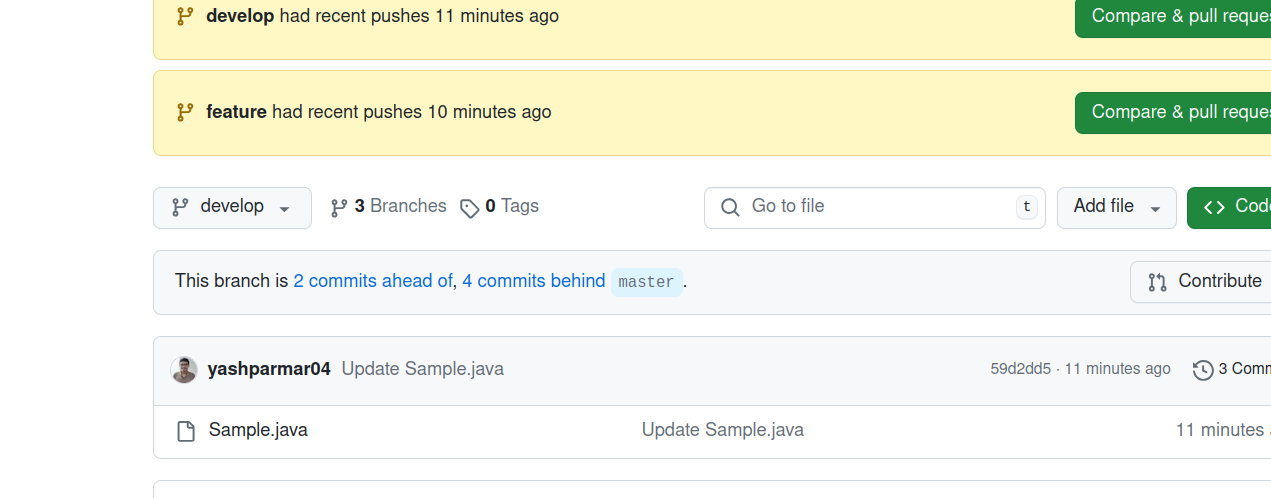 develop had recent pushes 11 minutes ago
Compare & pull reque
feature had recent pushes 10 minutes ago
Compare & pull reque
develop 3 Branches 0 Tags Go to file t Add file Code
This branch is 2 commits ahead of, 4 commits behind master. Contribute
yashparmar04 Update Sample.java 59d2dd5 · 11 minutes ago 3 Comm
Sample.java Update Sample.java 11 minutes